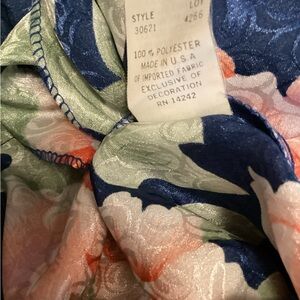 STYLE LOT
30621 4266
100% POLYESTER
MADE IN U.S.A
OF IMPORTED FABRIC
EXCLUSIVE OF
DECORATION
RN 14242